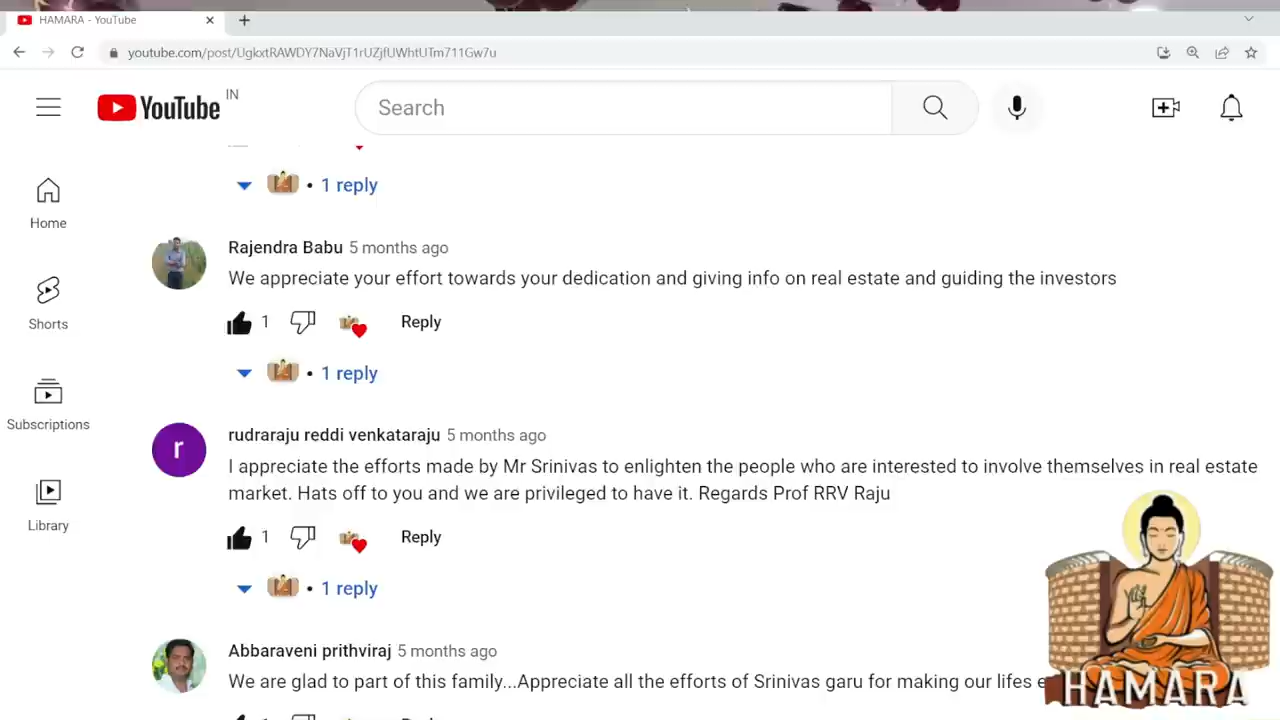 HAMARA - YouTube
youtube.com/post/UgkxtRAWDY7NaVjT1rUZjfUWhtUTm711Gw7u
YouTube IN
Search
1 reply
Home
Rajendra Babu 5 months ago
We appreciate your effort towards your dedication and giving info on real estate and guiding the investors
Shorts
1 Reply
1 reply
Subscriptions
rudraraju reddi venkataraju 5 months ago
r
I appreciate the efforts made by Mr Srinivas to enlighten the people who are interested to involve themselves in real estate
market. Hats off to you and we are privileged to have it. Regards Prof RRV Raju
Library
1 Reply
1 reply
Abbaraveni prithviraj 5 months ago
We are glad to part of this family...Appreciate all the efforts of Srinivas garu for making our lives
HAMARA